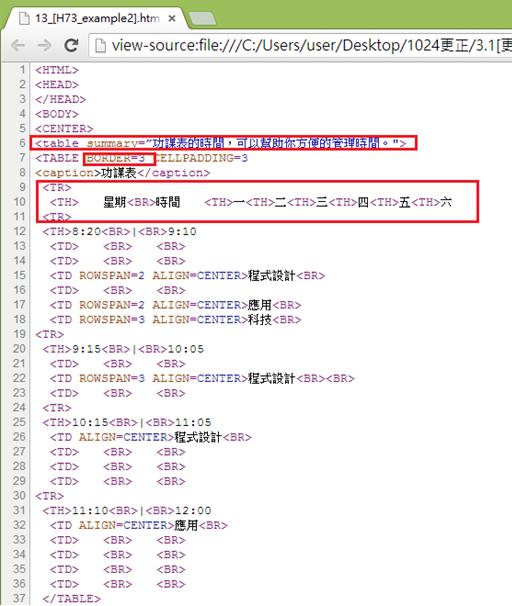 13_[H73_example2].htm ×
view-source:file:///C:/Users/user/Desktop/1024更正/3.1[更
1 <HTML>
2 <HEAD>
3 </HEAD>
4 <BODY>
5 <CENTER>
6 <table summary="功課表的時間，可以幫助你方便的管理時間。">
7 <TABLE BORDER=3 CELLPADDING=3
8 <caption>功課表</caption>
9 <TR>
10 <TH> 星期<BR>時間 <TH>一<TH>二<TH>三<TH>四<TH>五<TH>六
11 <TR>
12 <TH>8:20<BR>|<BR>9:10
13 <TD> <BR> <BR>
14 <TD> <BR> <BR>
15 <TD ROWSPAN=2 ALIGN=CENTER>程式設計<BR>
16 <TD> <BR> <BR>
17 <TD ROWSPAN=2 ALIGN=CENTER>應用<BR>
18 <TD ROWSPAN=3 ALIGN=CENTER>科技<BR>
19 <TR>
20 <TH>9:15<BR>|<BR>10:05
21 <TD> <BR> <BR>
22 <TD ROWSPAN=3 ALIGN=CENTER>程式設計<BR><BR>
23 <TD> <BR> <BR>
24 <TR>
25 <TH>10:15<BR>|<BR>11:05
26 <TD ALIGN=CENTER>程式設計<BR>
27 <TD> <BR> <BR>
28 <TD> <BR> <BR>
29 <TD> <BR> <BR>
30 <TR>
31 <TH>11:10<BR>|<BR>12:00
32 <TD ALIGN=CENTER>應用<BR>
33 <TD> <BR> <BR>
34 <TD> <BR> <BR>
35 <TD> <BR> <BR>
36 <TD> <BR> <BR>
37 </TABLE>